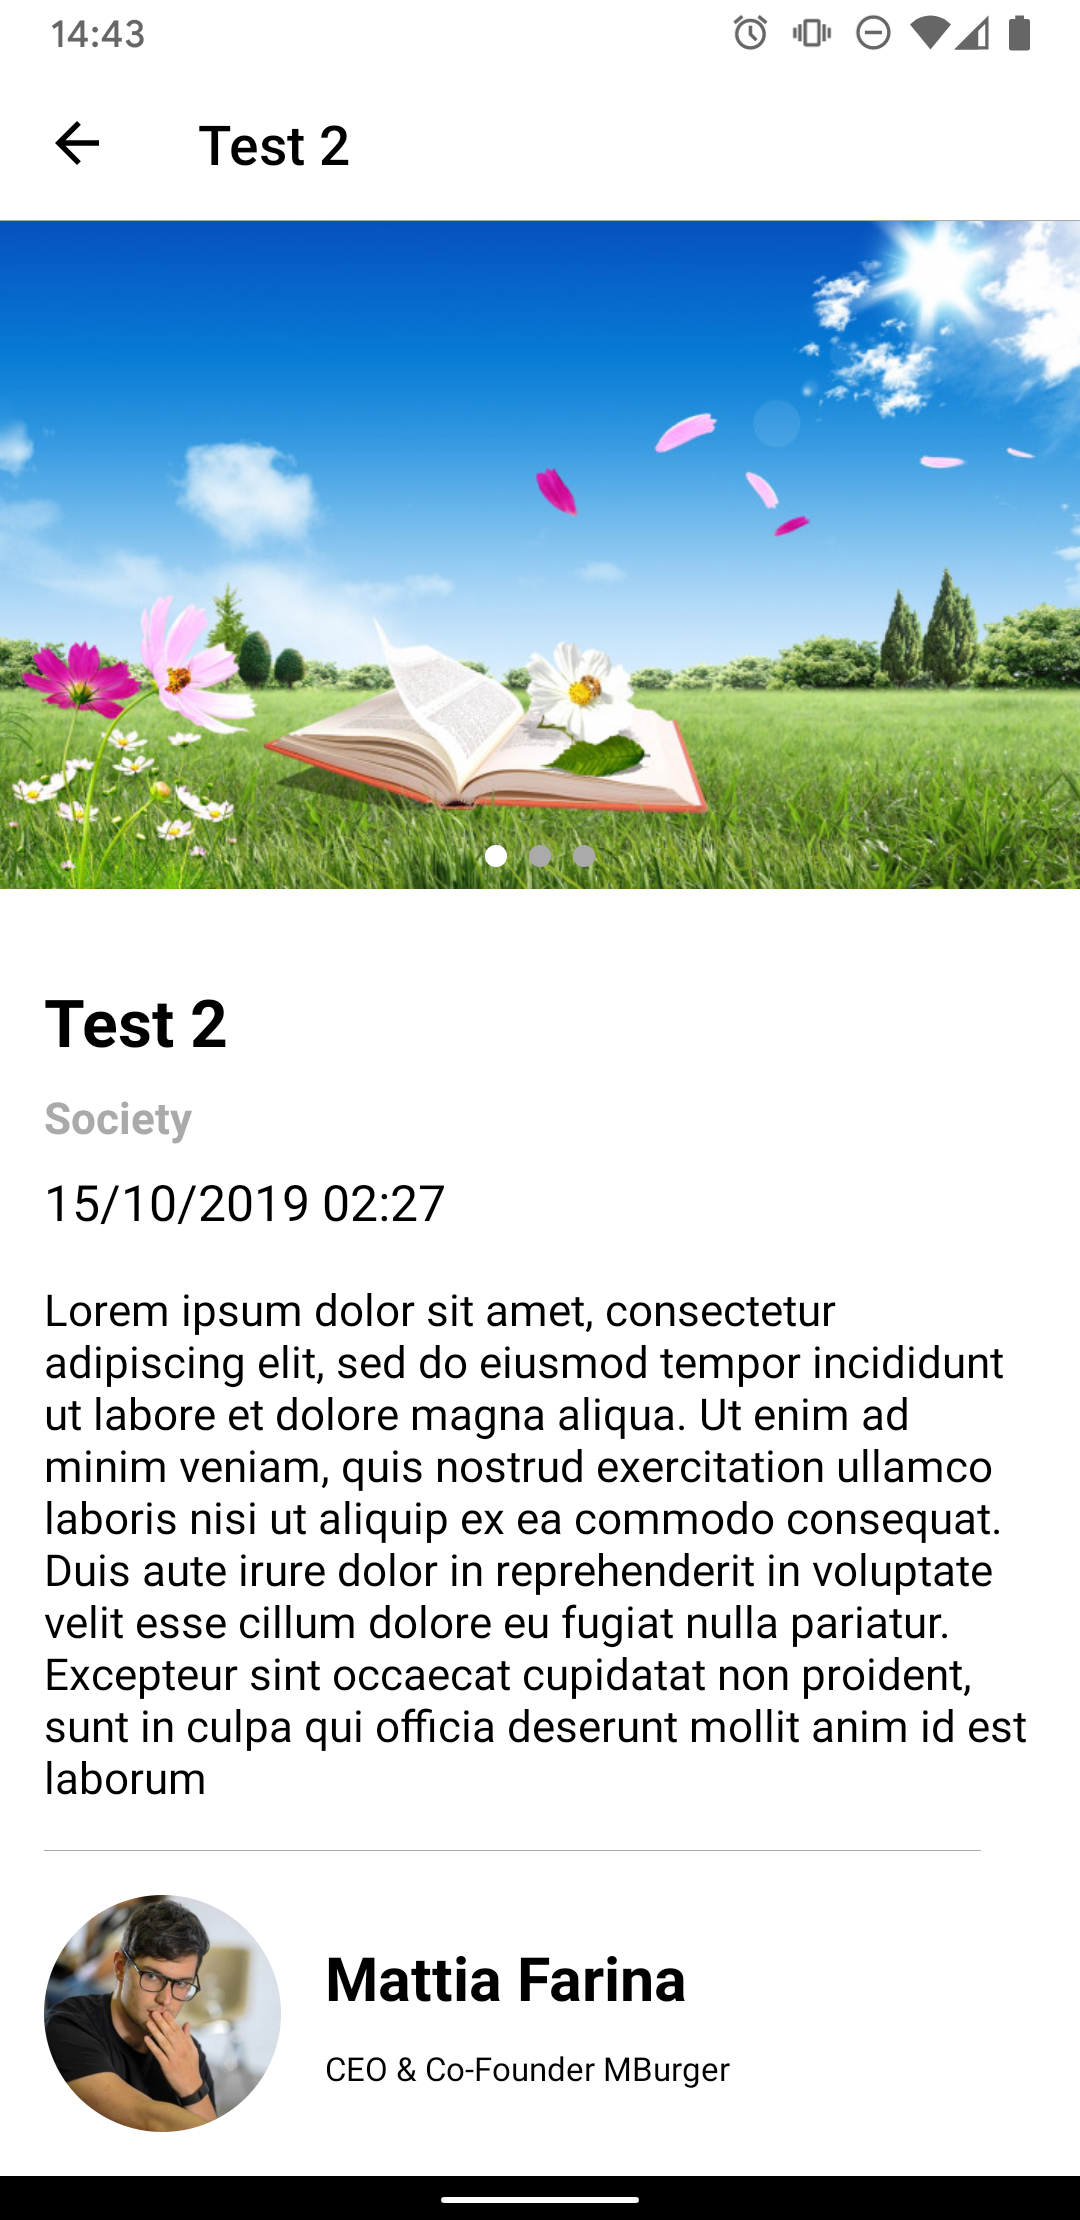 14:43
Test 2
Test 2
Society
15/10/2019 02:27
Lorem ipsum dolor sit amet, consectetur
adipiscing elit, sed do eiusmod tempor incididunt
ut labore et dolore magna aliqua. Ut enim ad
minim veniam, quis nostrud exercitation ullamco
laboris nisi ut aliquip ex ea commodo consequat.
Duis aute irure dolor in reprehenderit in voluptate
velit esse cillum dolore eu fugiat nulla pariatur.
Excepteur sint occaecat cupidatat non proident,
sunt in culpa qui officia deserunt mollit anim id est
laborum
Mattia Farina
CEO & Co-Founder MBurger